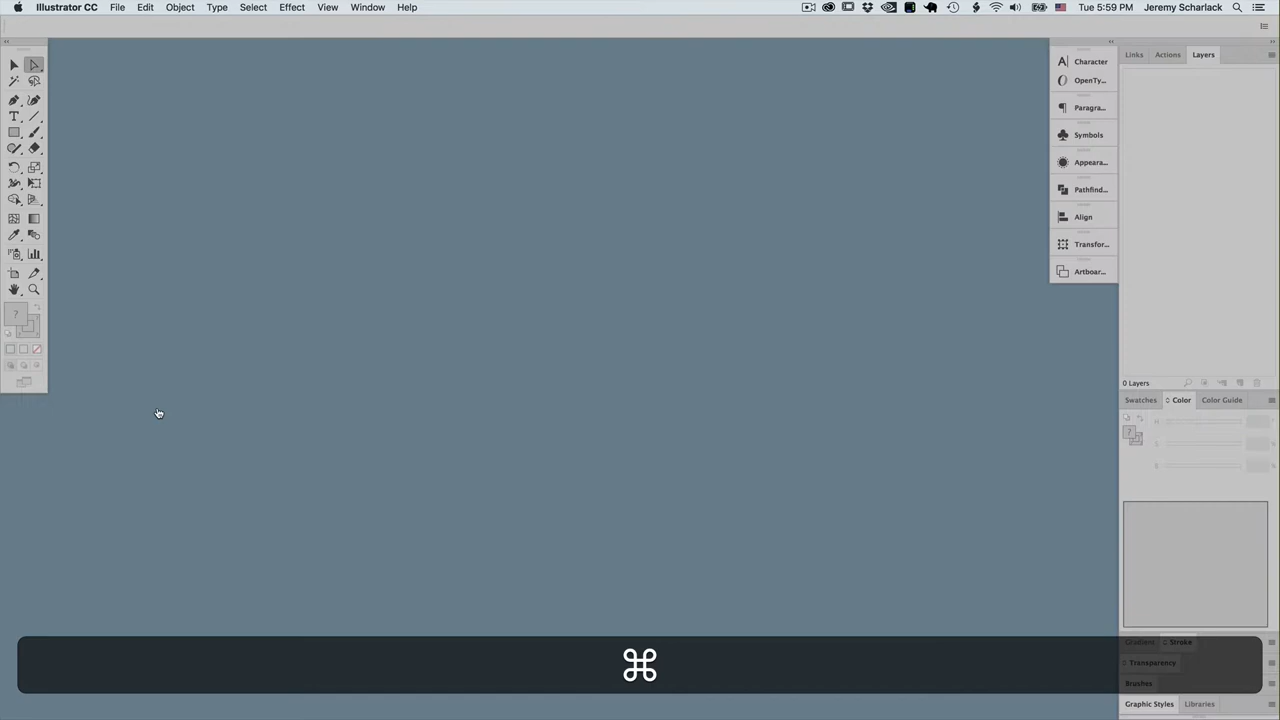 Illustrator CC File Edit Object Type Select Effect View Window Help Tue 5:59 PM Jeremy Scharlack
Links Actions Layers
A| Character
OpenTy...
Paragra...
Symbols
Appeara...
Pathfind...
Align
Transfor...
Artboar...
T
?
0 Layers
Swatches Color Color Guide
?
H
S
B
⌘
Gradient Stroke
Transparency
Brushes
Graphic Styles Libraries